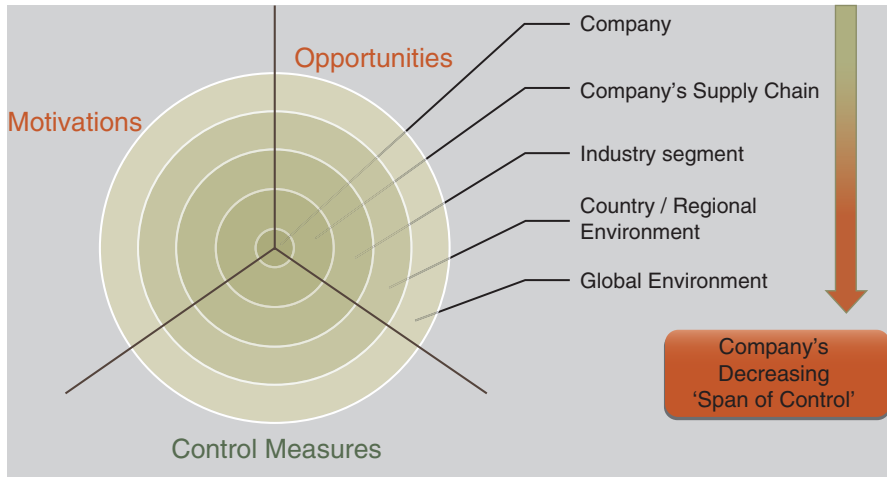 Opportunities
Motivations
Control Measures
Company
Company's Supply Chain
Industry segment
Country / Regional
Environment
Global Environment
Company's
Decreasing
‘Span of Control’